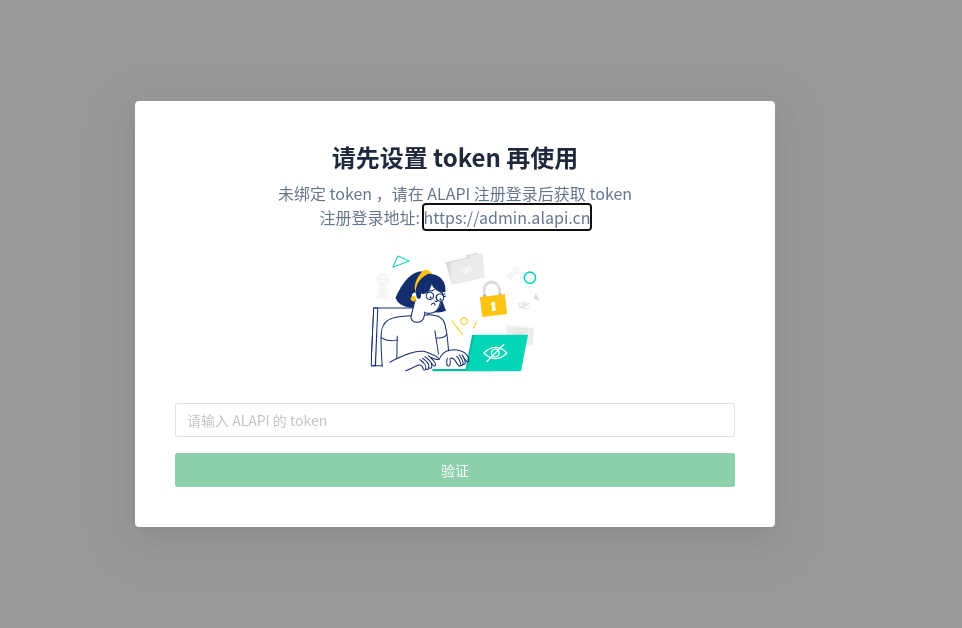 请先设置 token 再使用
未绑定 token ，请在 ALAPI 注册登录后获取 token
注册登录地址: https://admin.alapi.cn
请输入 ALAPI 的 token
验证